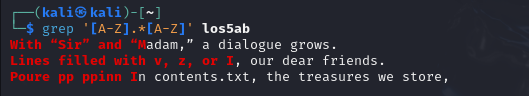 ┌──(kali㉿kali)-[~]
└─$ grep '[A-Z].*[A-Z]' los5ab
With “Sir” and “Madam,” a dialogue grows.
Lines filled with v, z, or I, our dear friends.
Poure pp ppinn In contents.txt, the treasures we store,